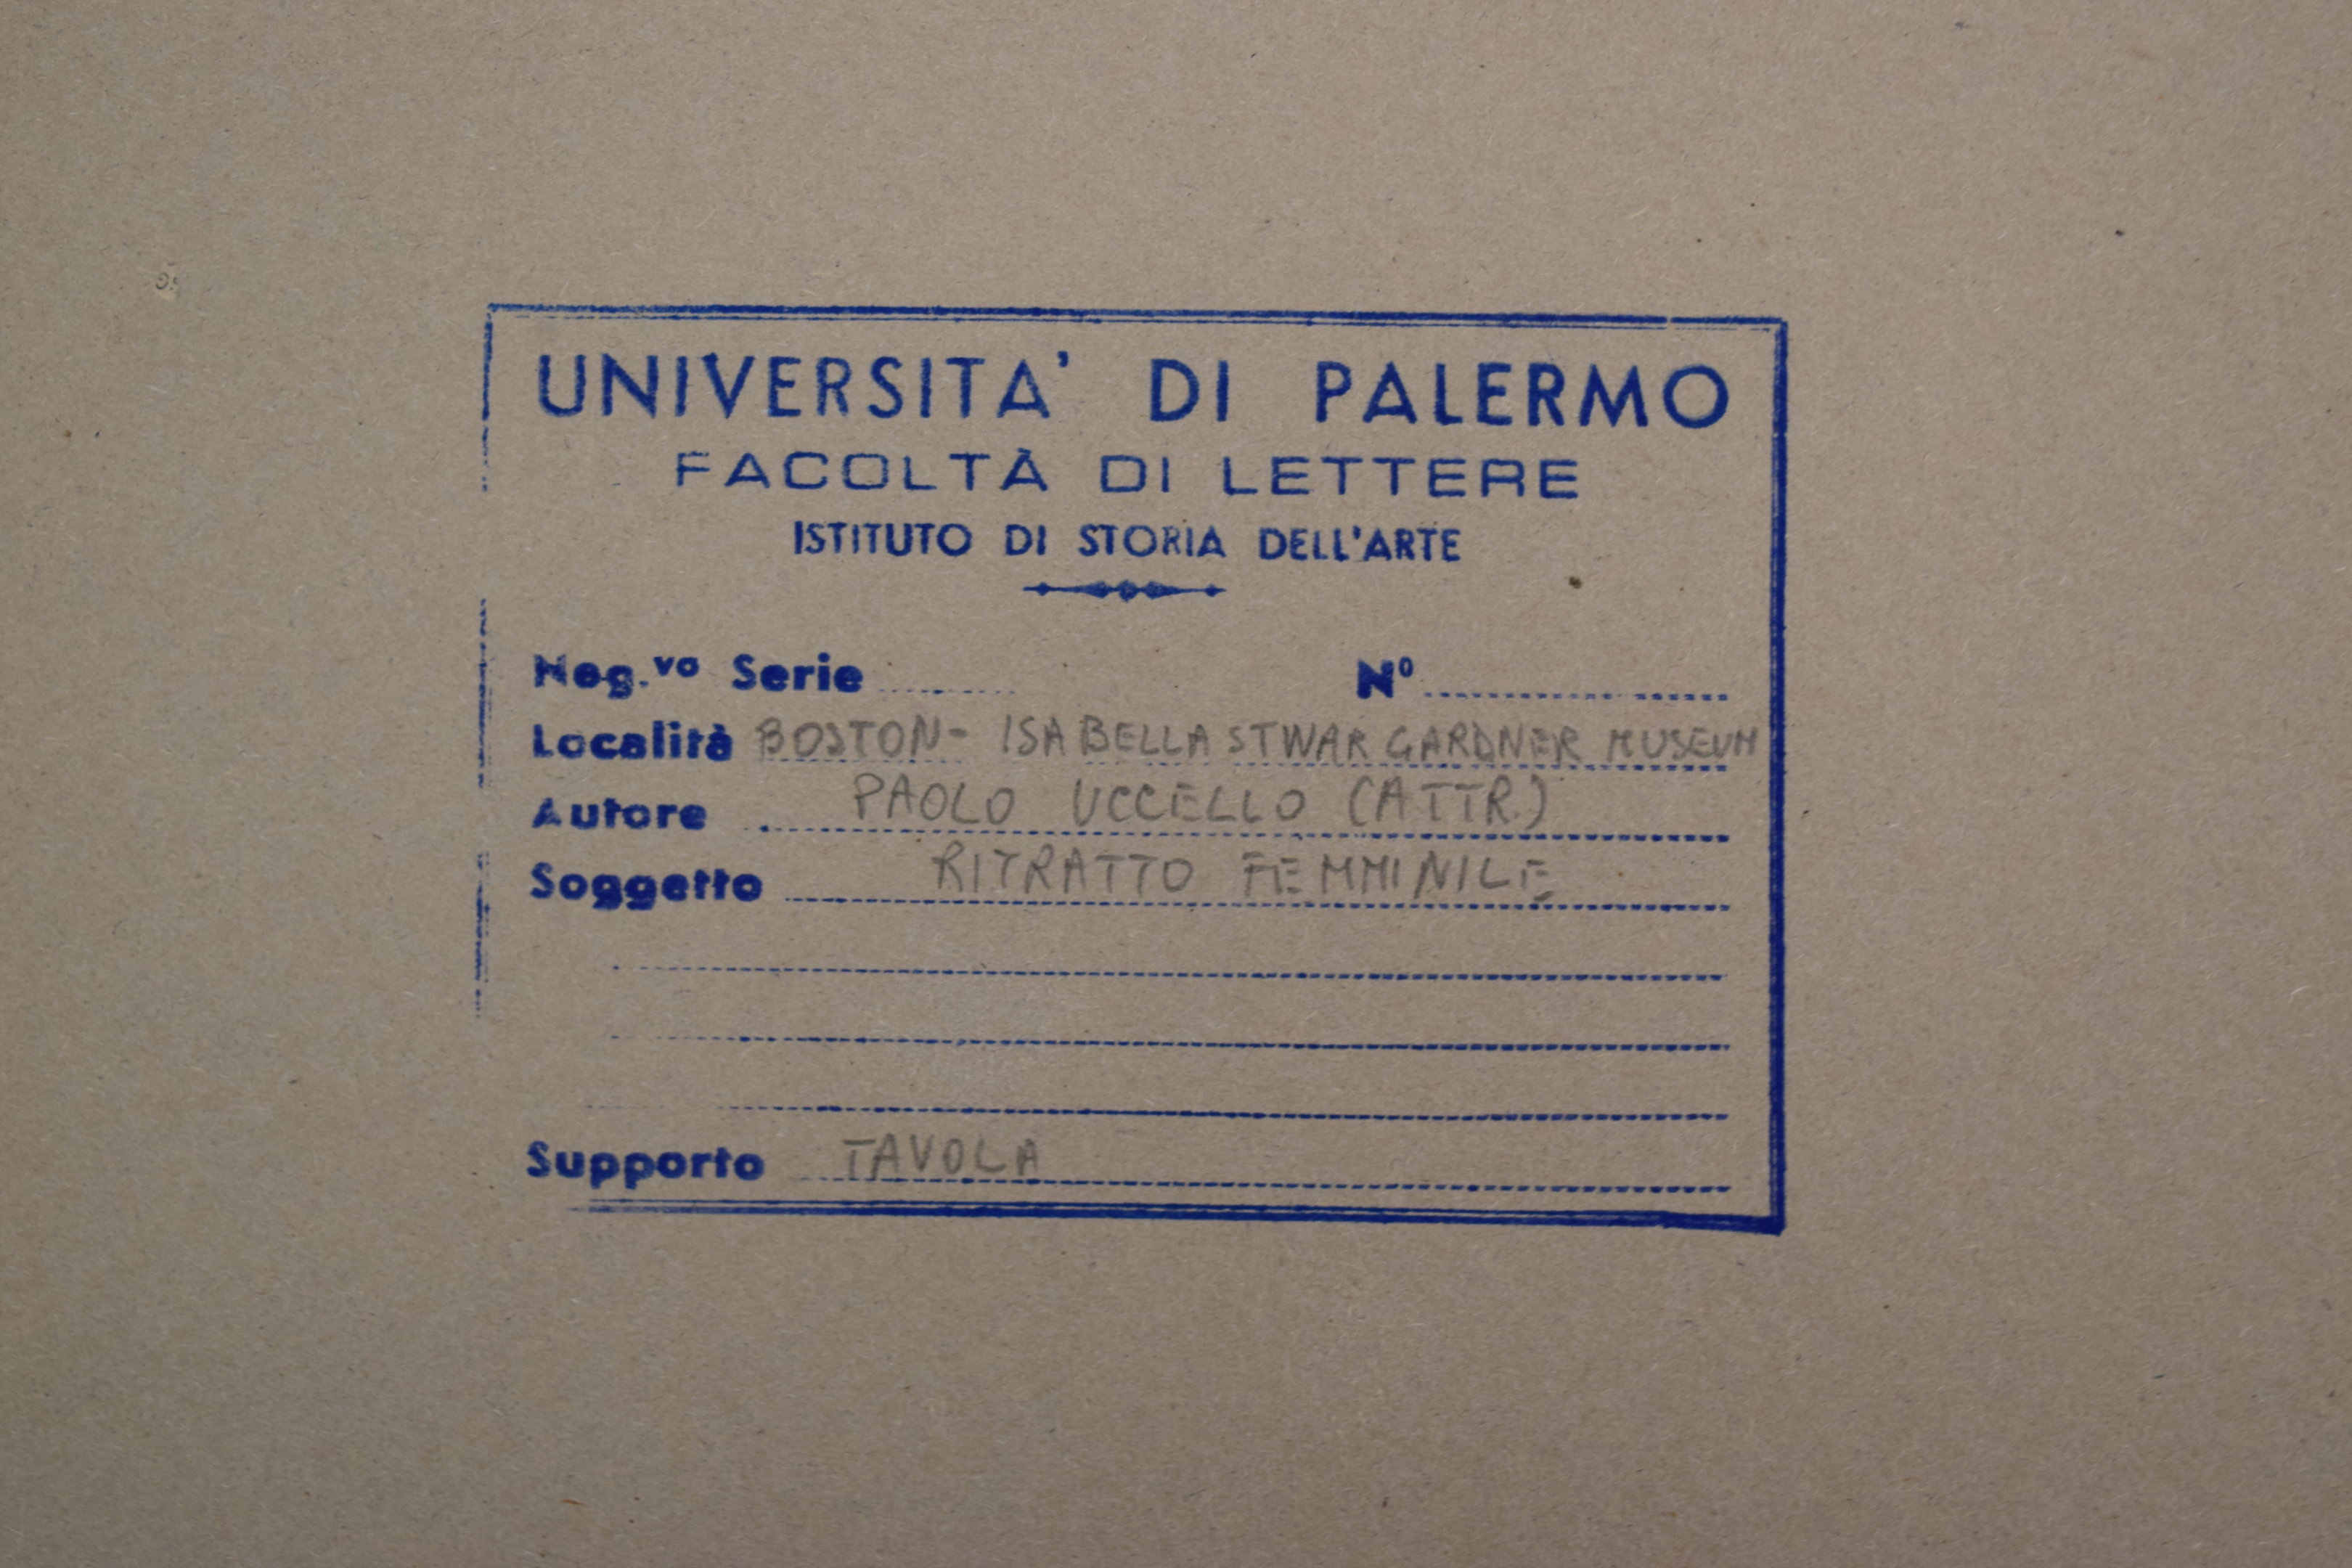 UNIVERSITA' DI PALERMO
FACOLTÀ DI LETTERE
ISTITUTO DI STORIA DELL'ARTE
Neg.vo Serie N°
Località BOSTON - ISABELLA STWAR GARDNER MUSEUM
Autore PAOLO UCCELLO (ATTR.)
Soggetto RITRATTO FEMMINILE
Supporto TAVOLA